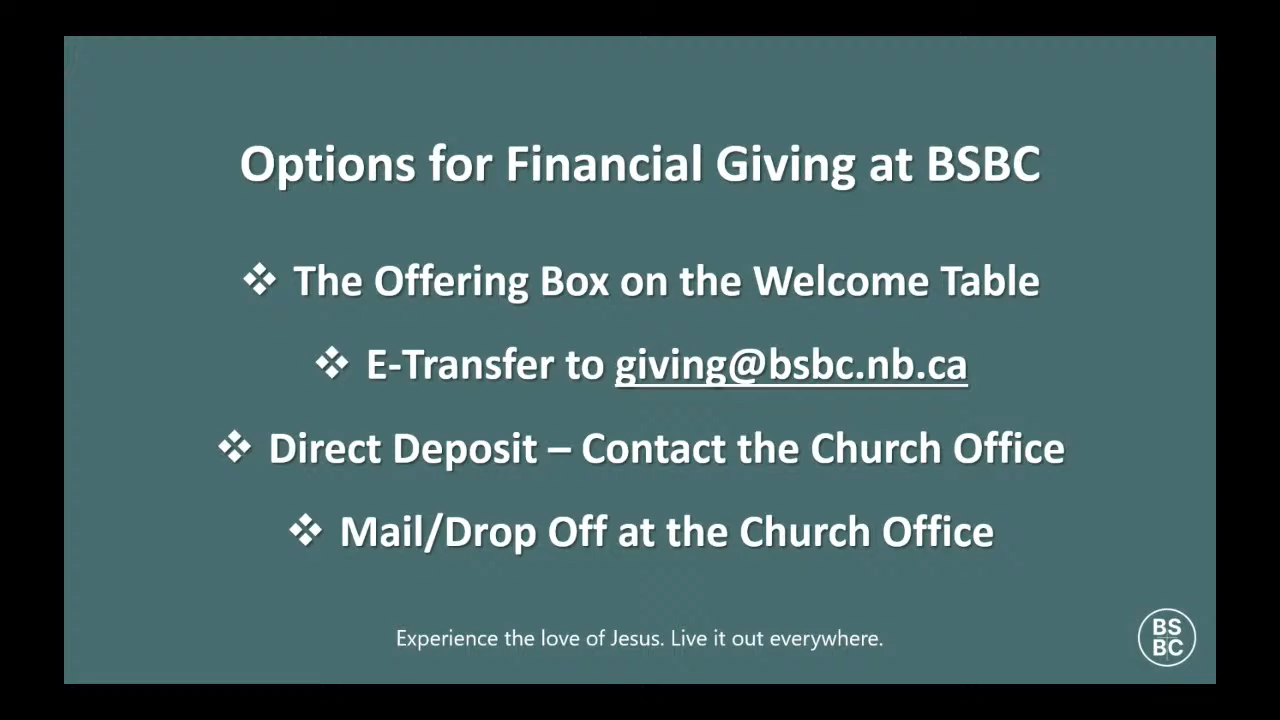 Options for Financial Giving at BSBC
❖ The Offering Box on the Welcome Table
❖ E-Transfer to giving@bsbc.nb.ca
❖ Direct Deposit – Contact the Church Office
❖ Mail/Drop Off at the Church Office
Experience the love of Jesus. Live it out everywhere.
BS
BC